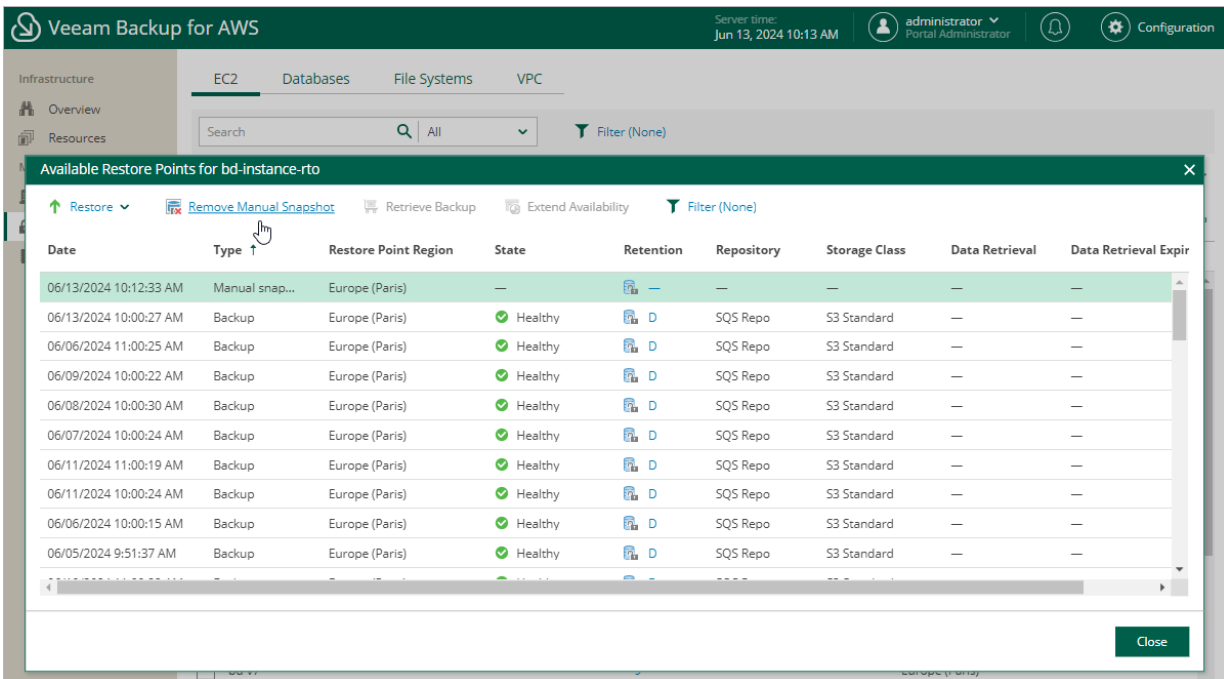 Veeam Backup for AWS
Server time:
Jun 13, 2024 10:13 AM
administrator
Portal Administrator
Configuration
Infrastructure
Overview
Resources
EC2 Databases File Systems VPC
Search All Filter (None)
Available Restore Points for bd-instance-rto
Restore Remove Manual Snapshot Retrieve Backup Extend Availability Filter (None)
Date Type ↑ Restore Point Region State Retention Repository Storage Class Data Retrieval Data Retrieval Expir
06/13/2024 10:12:33 AM Manual snap... Europe (Paris) — — — — — —
06/13/2024 10:00:27 AM Backup Europe (Paris) Healthy D SQS Repo S3 Standard — —
06/06/2024 11:00:25 AM Backup Europe (Paris) Healthy D SQS Repo S3 Standard — —
06/09/2024 10:00:22 AM Backup Europe (Paris) Healthy D SQS Repo S3 Standard — —
06/08/2024 10:00:30 AM Backup Europe (Paris) Healthy D SQS Repo S3 Standard — —
06/07/2024 10:00:24 AM Backup Europe (Paris) Healthy D SQS Repo S3 Standard — —
06/11/2024 11:00:19 AM Backup Europe (Paris) Healthy D SQS Repo S3 Standard — —
06/11/2024 10:00:24 AM Backup Europe (Paris) Healthy D SQS Repo S3 Standard — —
06/06/2024 10:00:15 AM Backup Europe (Paris) Healthy D SQS Repo S3 Standard — —
06/05/2024 9:51:37 AM Backup Europe (Paris) Healthy D SQS Repo S3 Standard — —
Close